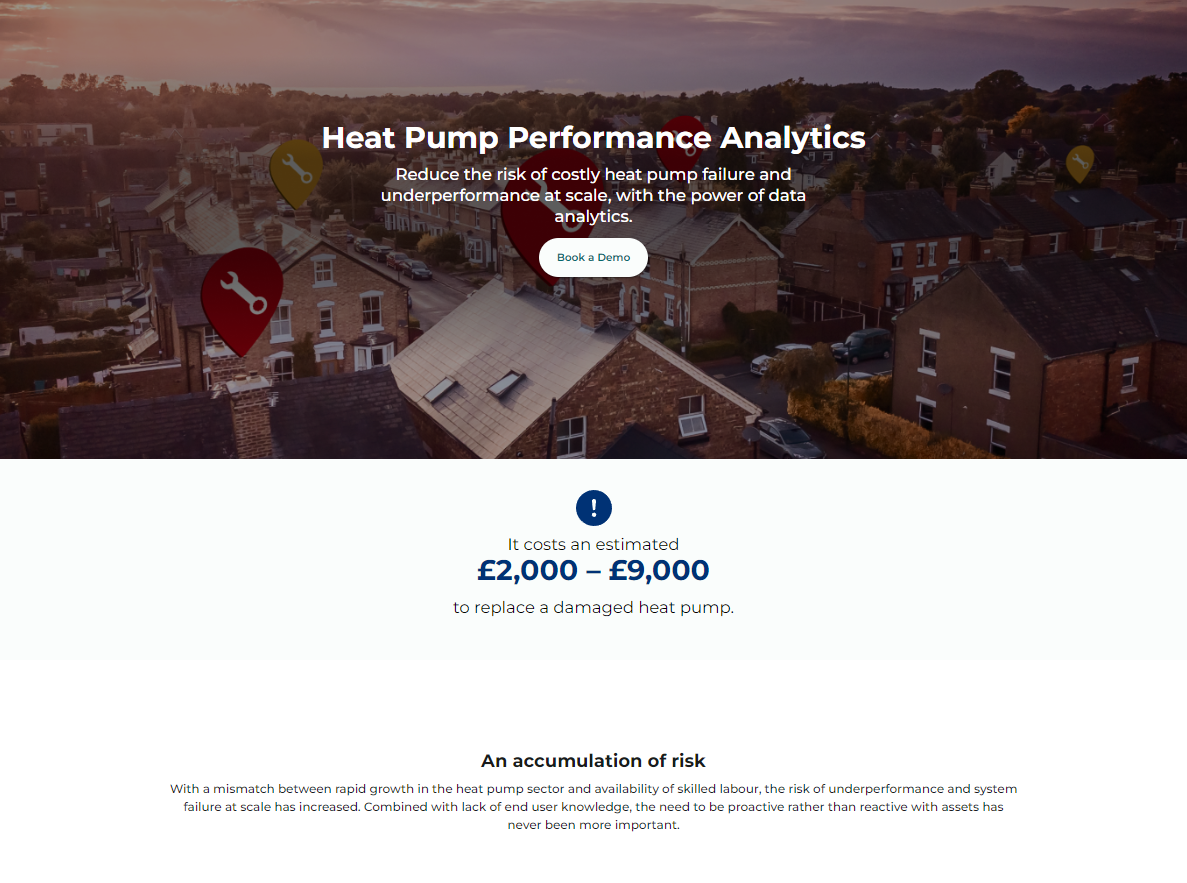 Heat Pump Performance Analytics
Reduce the risk of costly heat pump failure and
underperformance at scale, with the power of data
analytics.
Book a Demo
It costs an estimated
£2,000 – £9,000
to replace a damaged heat pump.
An accumulation of risk
With a mismatch between rapid growth in the heat pump sector and availability of skilled labour, the risk of underperformance and system
failure at scale has increased. Combined with lack of end user knowledge, the need to be proactive rather than reactive with assets has
never been more important.